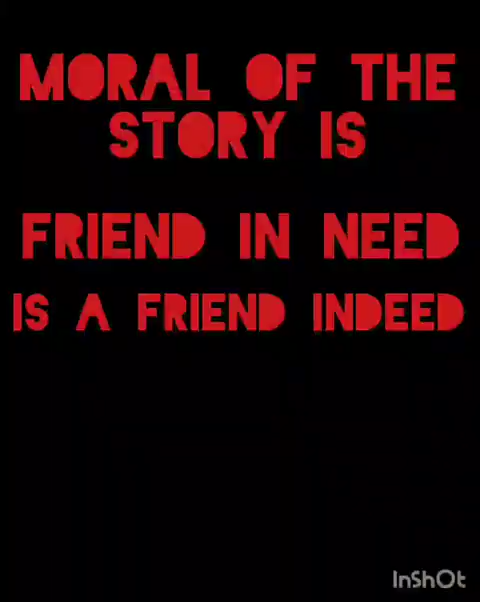 MORAL OF THE
STORY IS
FRIEND IN NEED
IS A FRIEND INDEED
InShOt